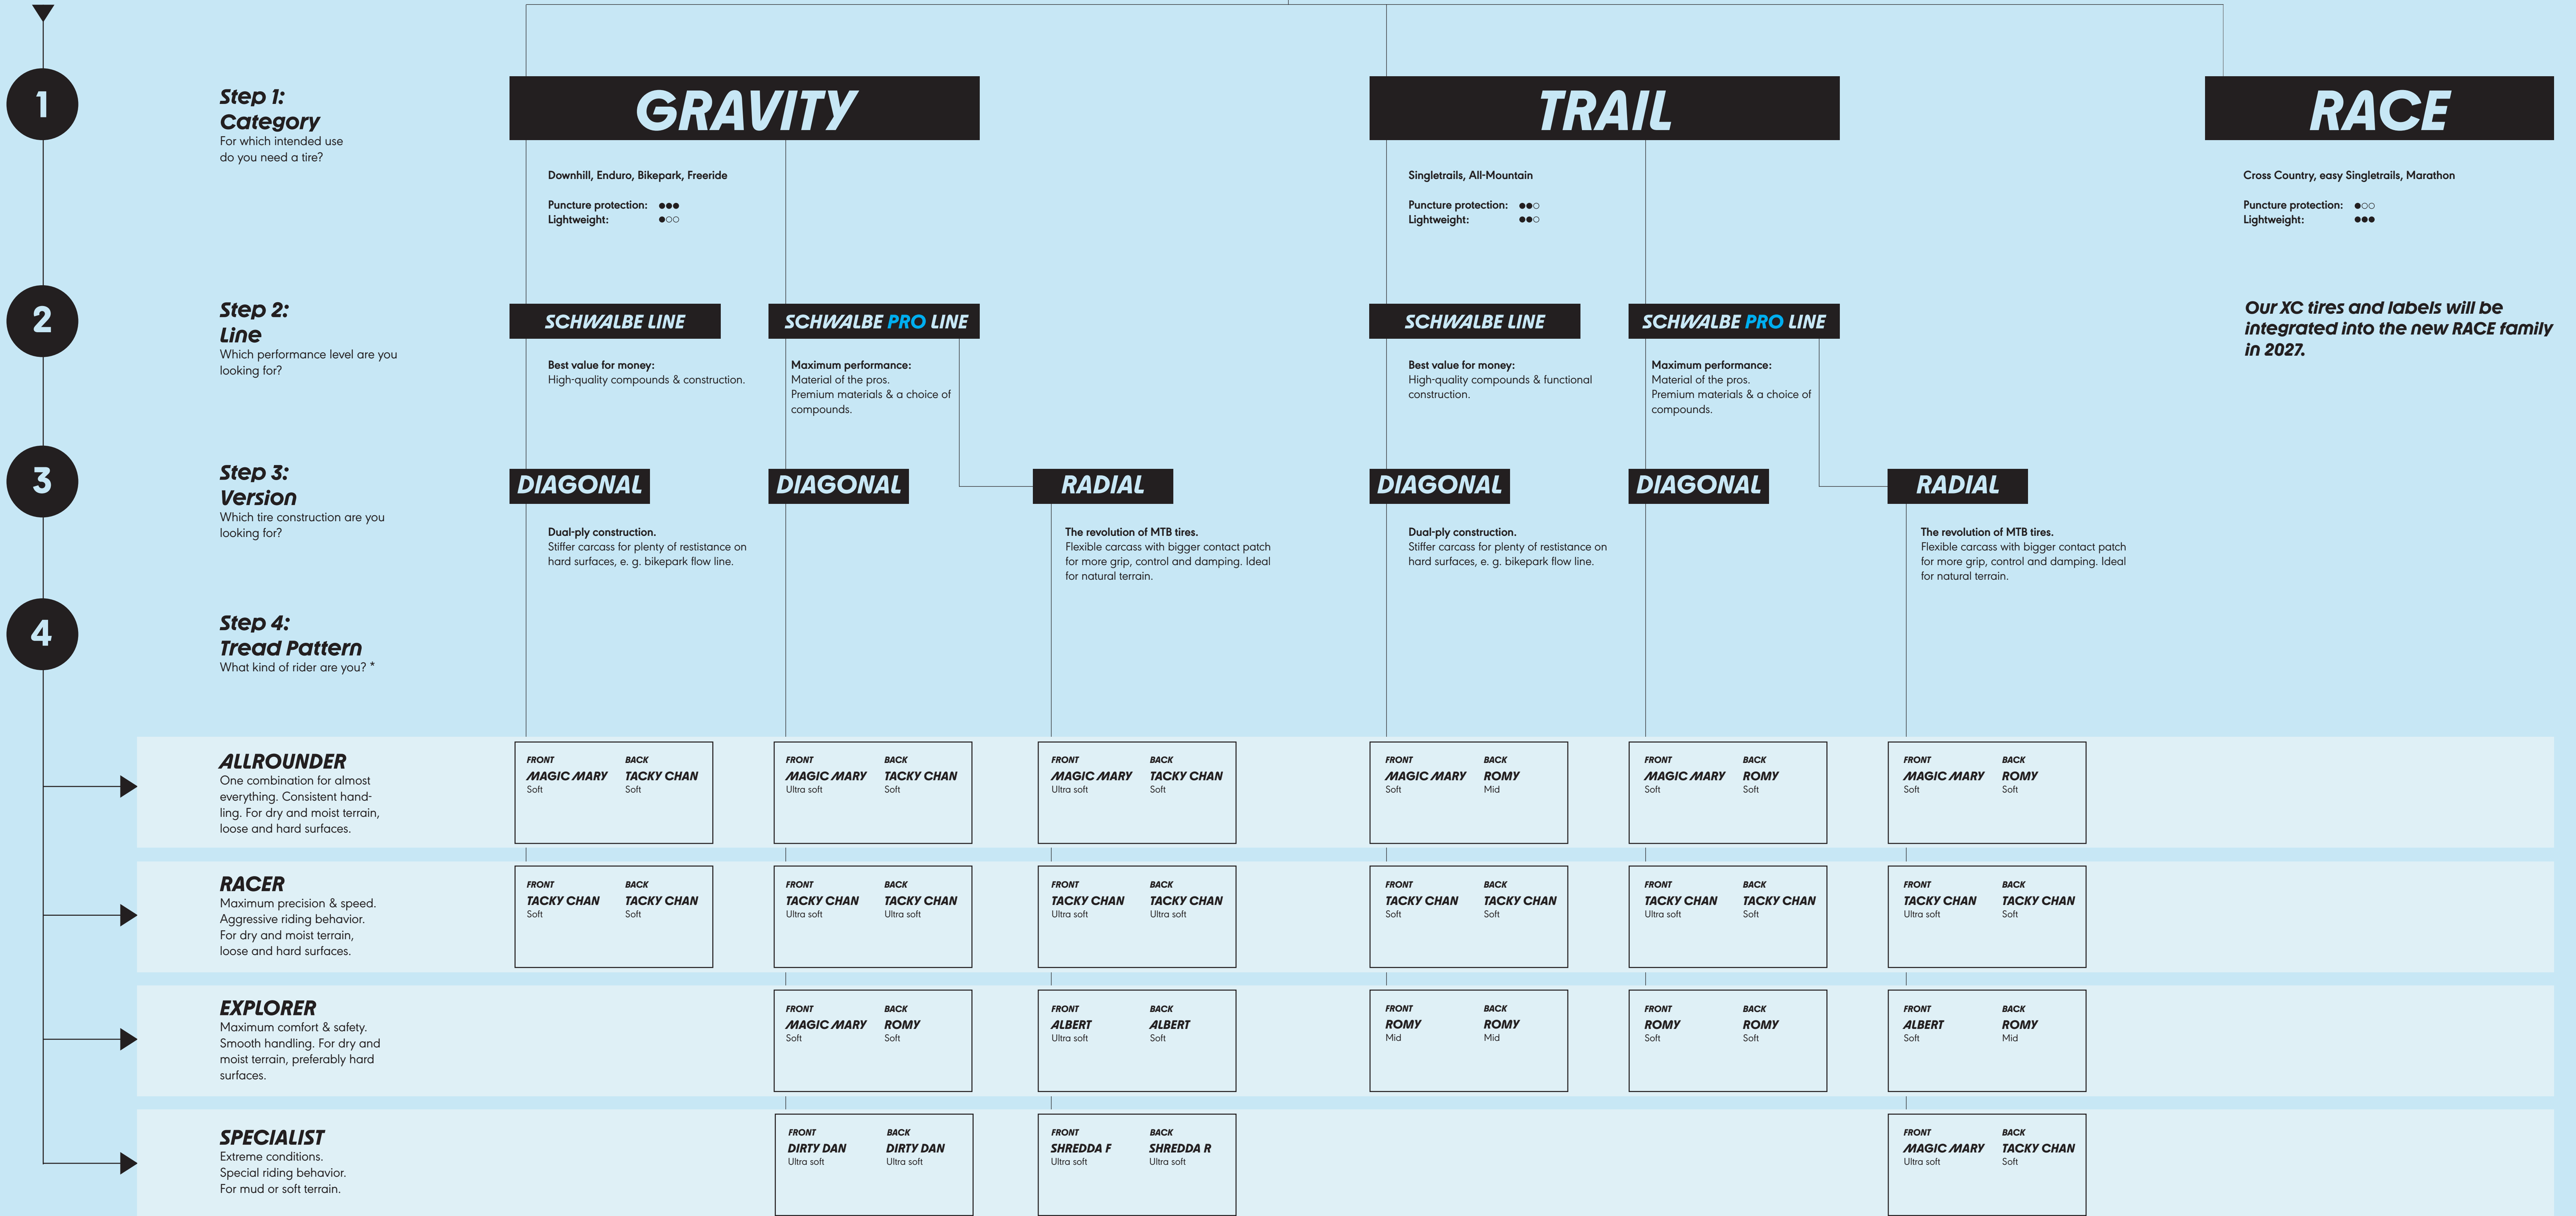 1
Step 1:
Category
For which intended use
do you need a tire?
GRAVITY
Downhill, Enduro, Bikepark, Freeride
Puncture protection: ●●●
Lightweight: ●○○
TRAIL
Singletrails, All-Mountain
Puncture protection: ●●○
Lightweight: ●●○
RACE
Cross Country, easy Singletrails, Marathon
Puncture protection: ●○○
Lightweight: ●●●
2
Step 2:
Line
Which performance level are you
looking for?
SCHWALBE LINE
Best value for money:
High-quality compounds & construction.
SCHWALBE PRO LINE
Maximum performance:
Material of the pros.
Premium materials & a choice of
compounds.
SCHWALBE LINE
Best value for money:
High-quality compounds & functional
construction.
SCHWALBE PRO LINE
Maximum performance:
Material of the pros.
Premium materials & a choice of
compounds.
Our XC tires and labels will be
integrated into the new RACE family
in 2027.
3
Step 3:
Version
Which tire construction are you
looking for?
DIAGONAL
Dual-ply construction.
Stiffer carcass for plenty of restistance on
hard surfaces, e. g. bikepark flow line.
DIAGONAL
RADIAL
The revolution of MTB tires.
Flexible carcass with bigger contact patch
for more grip, control and damping. Ideal
for natural terrain.
DIAGONAL
Dual-ply construction.
Stiffer carcass for plenty of restistance on
hard surfaces, e. g. bikepark flow line.
DIAGONAL
RADIAL
The revolution of MTB tires.
Flexible carcass with bigger contact patch
for more grip, control and damping. Ideal
for natural terrain.
4
Step 4:
Tread Pattern
What kind of rider are you? *
ALLROUNDER
One combination for almost
everything. Consistent hand-
ling. For dry and moist terrain,
loose and hard surfaces.
FRONT BACK
MAGIC MARY TACKY CHAN
Soft Soft
FRONT BACK
MAGIC MARY TACKY CHAN
Ultra soft Soft
FRONT BACK
MAGIC MARY TACKY CHAN
Ultra soft Soft
FRONT BACK
MAGIC MARY ROMY
Soft Mid
FRONT BACK
MAGIC MARY ROMY
Soft Soft
FRONT BACK
MAGIC MARY ROMY
Soft Soft
RACER
Maximum precision & speed.
Aggressive riding behavior.
For dry and moist terrain,
loose and hard surfaces.
FRONT BACK
TACKY CHAN TACKY CHAN
Soft Soft
FRONT BACK
TACKY CHAN TACKY CHAN
Ultra soft Ultra soft
FRONT BACK
TACKY CHAN TACKY CHAN
Ultra soft Ultra soft
FRONT BACK
TACKY CHAN TACKY CHAN
Soft Soft
FRONT BACK
TACKY CHAN TACKY CHAN
Ultra soft Soft
FRONT BACK
TACKY CHAN TACKY CHAN
Ultra soft Soft
EXPLORER
Maximum comfort & safety.
Smooth handling. For dry and
moist terrain, preferably hard
surfaces.
FRONT BACK
MAGIC MARY ROMY
Soft Soft
FRONT BACK
ALBERT ALBERT
Ultra soft Soft
FRONT BACK
ROMY ROMY
Mid Mid
FRONT BACK
ROMY ROMY
Soft Soft
FRONT BACK
ALBERT ROMY
Soft Mid
SPECIALIST
Extreme conditions.
Special riding behavior.
For mud or soft terrain.
FRONT BACK
DIRTY DAN DIRTY DAN
Ultra soft Ultra soft
FRONT BACK
SHREDDA F SHREDDA R
Ultra soft Ultra soft
FRONT BACK
MAGIC MARY TACKY CHAN
Ultra soft Soft